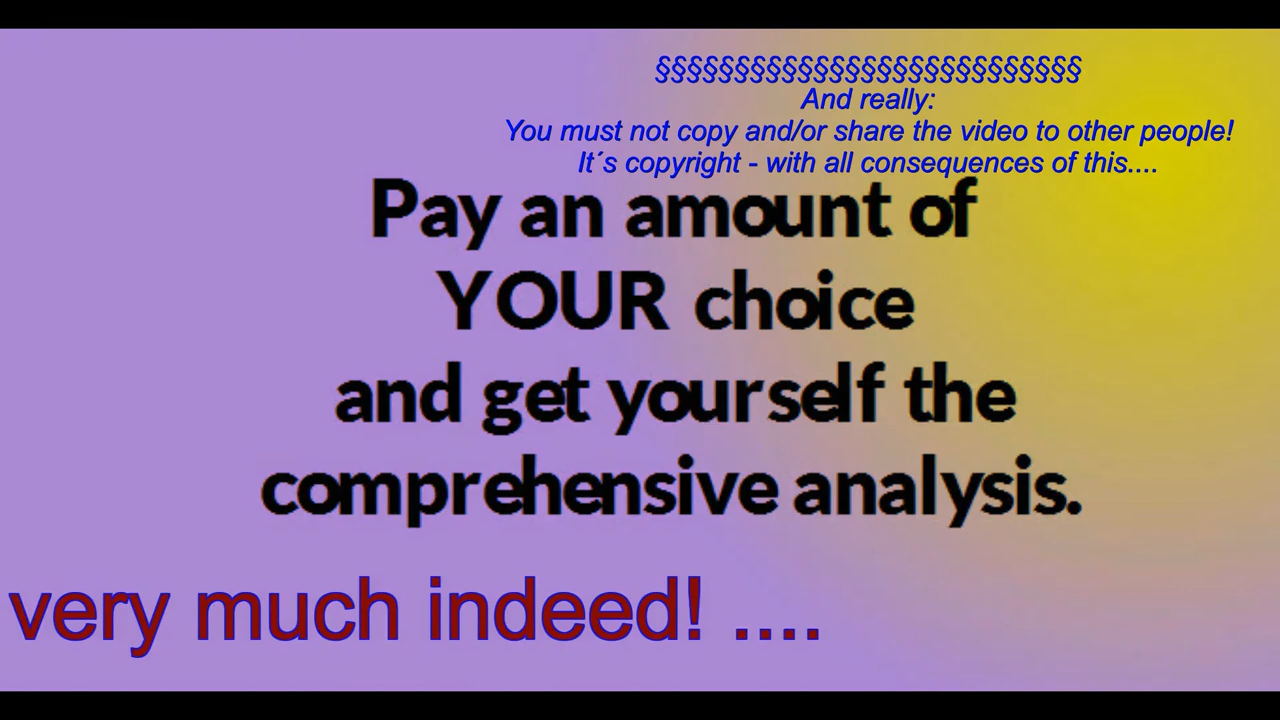 §§§§§§§§§§§§§§§§§§§§§§§§§§§
And really:
You must not copy and/or share the video to other people!
It´s copyright - with all consequences of this....
Pay an amount of
YOUR choice
and get yourself the
comprehensive analysis.
very much indeed! ....